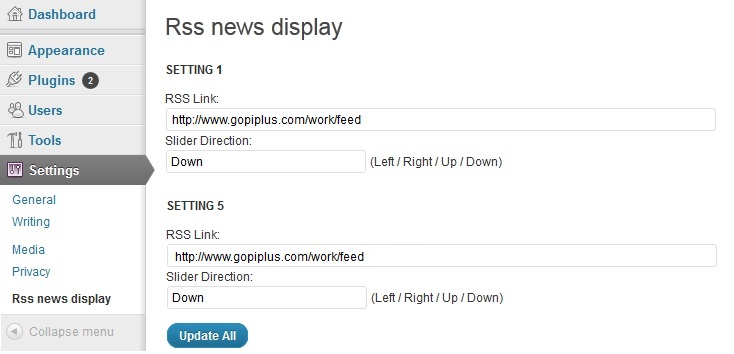 Dashboard
Appearance
Plugins 2
Users
Tools
Settings
General
Writing
Media
Privacy
Rss news display
Collapse menu
Rss news display
SETTING 1
RSS Link:
http://www.gopiplus.com/work/feed
Slider Direction:
Down (Left / Right / Up / Down)
SETTING 5
RSS Link:
http://www.gopiplus.com/work/feed
Slider Direction:
Down (Left / Right / Up / Down)
Update All